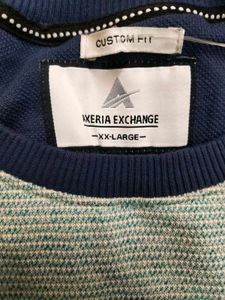 CUSTOM FIT
AXERIA EXCHANGE
-XX-LARGE-